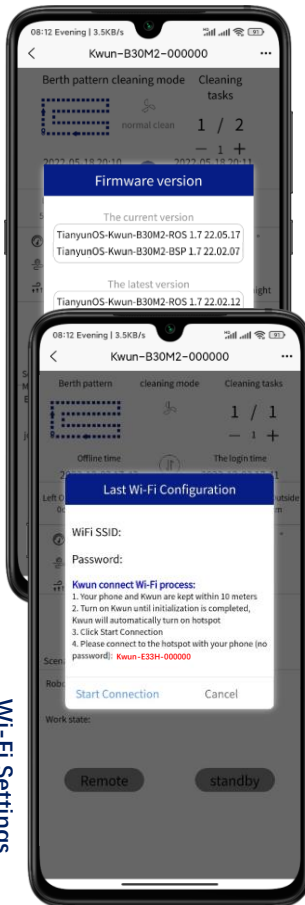 08:12 Evening | 3.5KB/s
91
Kwun-B30M2-000000
Berth pattern cleaning mode Cleaning tasks
normal clean
1 / 2
— 1 +
2022-05-18 20:10
2022-05-18 20:11
Firmware version
The current version
TianyunOS-Kwun-B30M2-ROS 1.7 22.05.17
TianyunOS-Kwun-B30M2-BSP 1.7 22.02.07
The latest version
TianyunOS-Kwun-B30M2-ROS 1.7 22.02.12
08:12 Evening | 3.5KB/s
91
Kwun-B30M2-000000
Berth pattern cleaning mode Cleaning tasks
1 / 1
— 1 +
Offline time
The login time
Last Wi-Fi Configuration
WiFi SSID:
Password:
Kwun connect Wi-Fi process:
1. Your phone and Kwun are kept within 10 meters
2. Turn on Kwun until initialization is completed,
Kwun will automatically turn on hotspot
3. Click Start Connection
4. Please connect to the hotspot with your phone (no
password): Kwun-E33H-000000
Start Connection Cancel
Work state:
Remote standby
Wi-Fi Settings